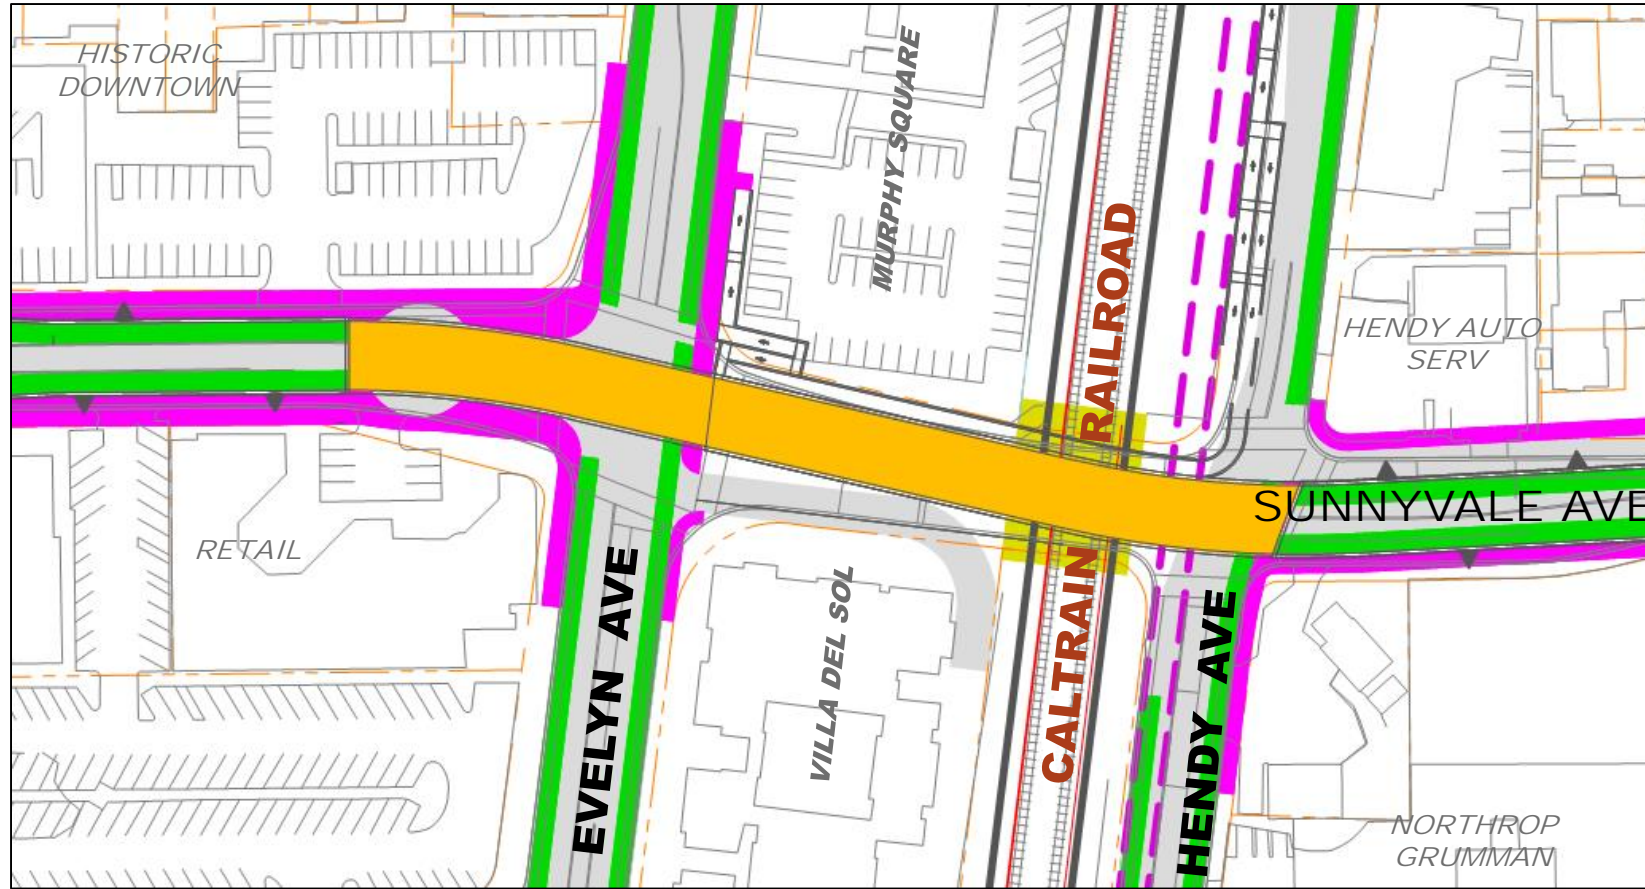 HISTORIC
DOWNTOWN
MURPHY SQUARE
RAILROAD
HENDY AUTO
SERV
SUNNYVALE AVE
RETAIL
EVELYN AVE
VILLA DEL SOL
CALTRAIN
HENDY AVE
NORTHROP
GRUMMAN